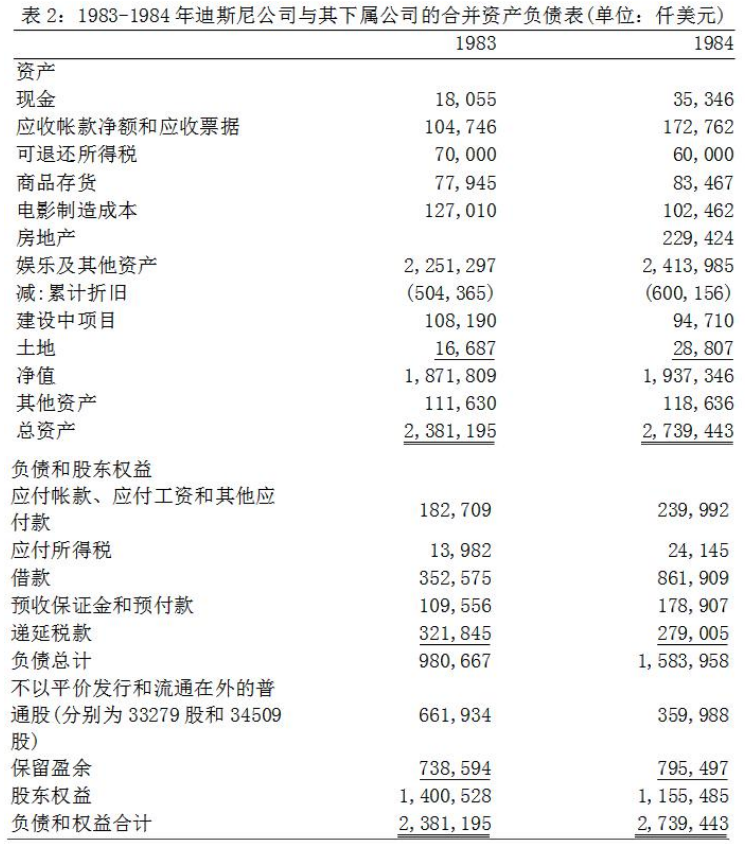 表 2：1983-1984 年迪斯尼公司与其下属公司的合并资产负债表(单位：仟美元)
1983 1984
资产
现金 18,055 35,346
应收帐款净额和应收票据 104,746 172,762
可退还所得税 70,000 60,000
商品存货 77,945 83,467
电影制造成本 127,010 102,462
房地产 229,424
娱乐及其他资产 2,251,297 2,413,985
减:累计折旧 (504,365) (600,156)
建设中项目 108,190 94,710
土地 16,687 28,807
净值 1,871,809 1,937,346
其他资产 111,630 118,636
总资产 2,381,195 2,739,443
负债和股东权益
应付帐款、应付工资和其他应
付款 182,709 239,992
应付所得税 13,982 24,145
借款 352,575 861,909
预收保证金和预付款 109,556 178,907
递延税款 321,845 279,005
负债总计 980,667 1,583,958
不以平价发行和流通在外的普
通股(分别为 33279 股和 34509 661,934 359,988
股)
保留盈余 738,594 795,497
股东权益 1,400,528 1,155,485
负债和权益合计 2,381,195 2,739,443